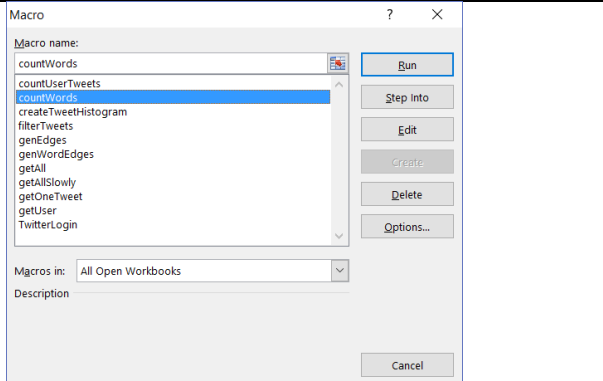 Macro
?
Macro name:
countWords
countUserTweets
countWords
createTweetHistogram
filterTweets
genEdges
genWordEdges
getAll
getAllSlowly
getOneTweet
getUser
TwitterLogin
Run
Step Into
Edit
Create
Delete
Options...
Macros in: All Open Workbooks
Description
Cancel